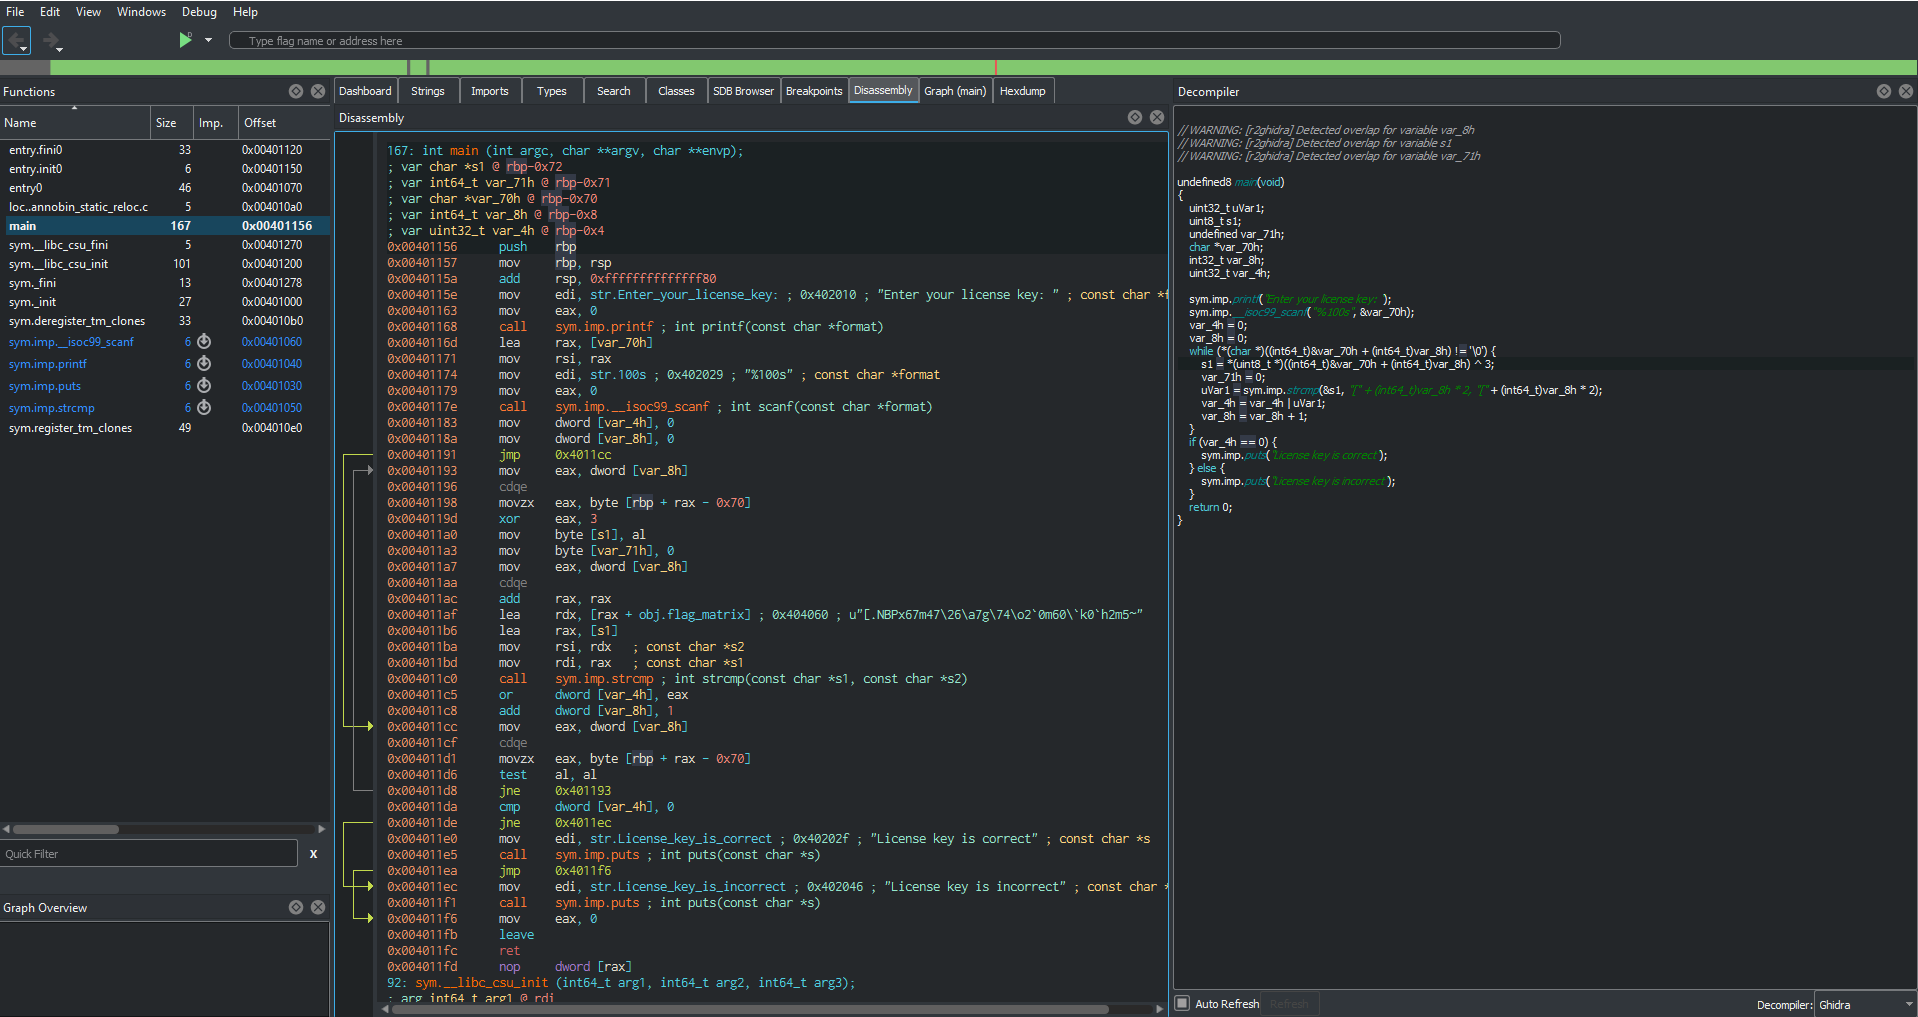 File Edit View Windows Debug Help
Type flag name or address here
Functions
Name Size Imp. Offset
entry.fini0 33 0x00401120
entry.init0 6 0x00401150
entry0 46 0x00401070
loc..annobin_static_reloc.c 5 0x004010a0
main 167 0x00401156
sym.__libc_csu_fini 5 0x00401270
sym.__libc_csu_init 101 0x00401200
sym._fini 13 0x00401278
sym._init 27 0x00401000
sym.deregister_tm_clones 33 0x004010b0
sym.imp.__isoc99_scanf 6 0x00401060
sym.imp.printf 6 0x00401040
sym.imp.puts 6 0x00401030
sym.imp.strcmp 6 0x00401050
sym.register_tm_clones 49 0x004010e0
Quick Filter X
Graph Overview
Dashboard Strings Imports Types Search Classes SDB Browser Breakpoints Disassembly Graph (main) Hexdump
Disassembly
167: int main (int argc, char **argv, char **envp);
; var char *s1 @ rbp-0x72
; var int64_t var_71h @ rbp-0x71
; var char *var_70h @ rbp-0x70
; var int64_t var_8h @ rbp-0x8
; var uint32_t var_4h @ rbp-0x4
0x00401156 push rbp
0x00401157 mov rbp, rsp
0x0040115a add rsp, 0xffffffffffffff80
0x0040115e mov edi, str.Enter_your_license_key: ; 0x402010 ; "Enter your license key: " ; const char *f
0x00401163 mov eax, 0
0x00401168 call sym.imp.printf ; int printf(const char *format)
0x0040116d lea rax, [var_70h]
0x00401171 mov rsi, rax
0x00401174 mov edi, str.100s ; 0x402029 ; "%100s" ; const char *format
0x00401179 mov eax, 0
0x0040117e call sym.imp.__isoc99_scanf ; int scanf(const char *format)
0x00401183 mov dword [var_4h], 0
0x0040118a mov dword [var_8h], 0
0x00401191 jmp 0x4011cc
0x00401193 mov eax, dword [var_8h]
0x00401196 cdqe
0x00401198 movzx eax, byte [rbp + rax - 0x70]
0x0040119d xor eax, 3
0x004011a0 mov byte [s1], al
0x004011a3 mov byte [var_71h], 0
0x004011a7 mov eax, dword [var_8h]
0x004011aa cdqe
0x004011ac add rax, rax
0x004011af lea rdx, [rax + obj.flag_matrix] ; 0x404060 ; u"[.NBPx67m47\26\a7g\74\o2`0m60\`k0`h2m5~"
0x004011b6 lea rax, [s1]
0x004011ba mov rsi, rdx ; const char *s2
0x004011bd mov rdi, rax ; const char *s1
0x004011c0 call sym.imp.strcmp ; int strcmp(const char *s1, const char *s2)
0x004011c5 or dword [var_4h], eax
0x004011c8 add dword [var_8h], 1
0x004011cc mov eax, dword [var_8h]
0x004011cf cdqe
0x004011d1 movzx eax, byte [rbp + rax - 0x70]
0x004011d6 test al, al
0x004011d8 jne 0x401193
0x004011da cmp dword [var_4h], 0
0x004011de jne 0x4011ec
0x004011e0 mov edi, str.License_key_is_correct ; 0x40202f ; "License key is correct" ; const char *s
0x004011e5 call sym.imp.puts ; int puts(const char *s)
0x004011ea jmp 0x4011f6
0x004011ec mov edi, str.License_key_is_incorrect ; 0x402046 ; "License key is incorrect" ; const char *
0x004011f1 call sym.imp.puts ; int puts(const char *s)
0x004011f6 mov eax, 0
0x004011fb leave
0x004011fc ret
0x004011fd nop dword [rax]
92: sym.__libc_csu_init (int64_t arg1, int64_t arg2, int64_t arg3);
; arg int64_t arg1 @ rdi
Decompiler
// WARNING: [r2ghidra] Detected overlap for variable var_8h
// WARNING: [r2ghidra] Detected overlap for variable s1
// WARNING: [r2ghidra] Detected overlap for variable var_71h
undefined8 main(void)
{
uint32_t uVar1;
uint8_t s1;
undefined var_71h;
char *var_70h;
int32_t var_8h;
uint32_t var_4h;
sym.imp.printf("Enter your license key: ");
sym.imp.__isoc99_scanf("%100s", &var_70h);
var_4h = 0;
var_8h = 0;
while (*(char *)((int64_t)&var_70h + (int64_t)var_8h) != '\0') {
s1 = *(uint8_t *)((int64_t)&var_70h + (int64_t)var_8h) ^ 3;
var_71h = 0;
uVar1 = sym.imp.strcmp(&s1, "[" + (int64_t)var_8h * 2, "[" + (int64_t)var_8h * 2);
var_4h = var_4h | uVar1;
var_8h = var_8h + 1;
}
if (var_4h == 0) {
sym.imp.puts("License key is correct");
} else {
sym.imp.puts("License key is incorrect");
}
return 0;
}
Auto Refresh Refresh Decompiler: Ghidra